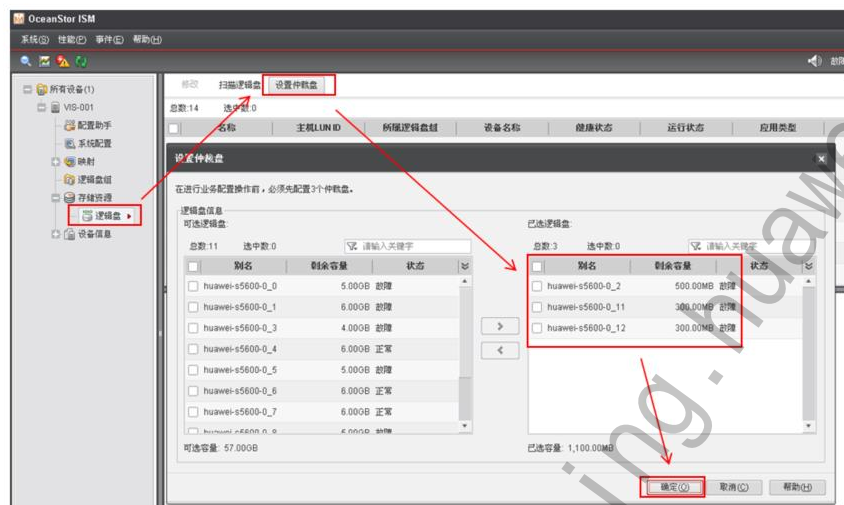 OceanStor ISM
系统(S) 性能(P) 事件(E) 帮助(H)
故障
所有设备(1)
VIS-001
配置助手
系统配置
映射
逻辑盘组
存储资源
逻辑盘
设备信息
修改 扫描逻辑盘 设置仲裁盘
总数:14 选中数:0
名称 主机LUN ID 所属逻辑盘组 设备名称 健康状态 运行状态 应用类型
设置仲裁盘
在进行业务配置操作前，必须先配置3个仲裁盘。
逻辑盘信息
可选逻辑盘:
总数:11 选中数:0 请输入关键字
别名 剩余容量 状态
huawei-s5600-0_0 5.00GB 故障
huawei-s5600-0_1 6.00GB 故障
huawei-s5600-0_3 4.00GB 故障
huawei-s5600-0_4 6.00GB 正常
huawei-s5600-0_5 5.00GB 故障
huawei-s5600-0_6 6.00GB 正常
huawei-s5600-0_7 6.00GB 正常
可选容量: 57.00GB
已选逻辑盘:
总数:3 选中数:0 请输入关键字
别名 剩余容量 状态
huawei-s5600-0_2 500.00MB 故障
huawei-s5600-0_11 300.00MB 故障
huawei-s5600-0_12 300.00MB 故障
已选容量: 1,100.00MB
确定(O) 取消(C) 帮助(H)
ing.huawe